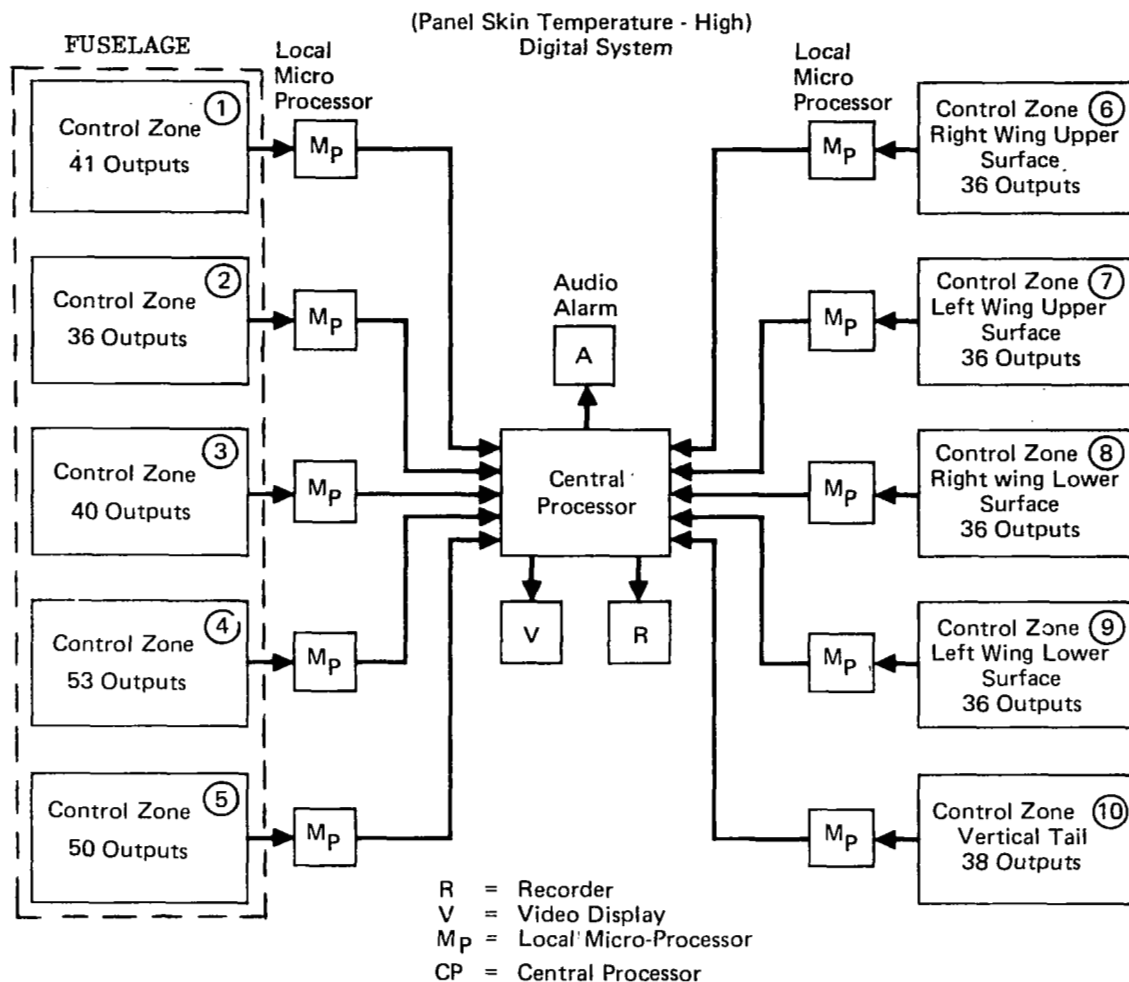 (Panel Skin Temperature - High)
Digital System
FUSELAGE
Local
Micro
Processor
Local
Micro
Processor
Control Zone 1
41 Outputs
MP
Control Zone 2
36 Outputs
MP
Control Zone 3
40 Outputs
MP
Control Zone 4
53 Outputs
MP
Control Zone 5
50 Outputs
MP
Audio
Alarm
A
Central
Processor
V
R
MP
Control Zone 6
Right Wing Upper
Surface
36 Outputs
MP
Control Zone 7
Left Wing Upper
Surface
36 Outputs
MP
Control Zone 8
Right wing Lower
Surface
36 Outputs
MP
Control Zone 9
Left Wing Lower
Surface
36 Outputs
MP
Control Zone 10
Vertical Tail
38 Outputs
R = Recorder
V = Video Display
MP = Local Micro-Processor
CP = Central Processor